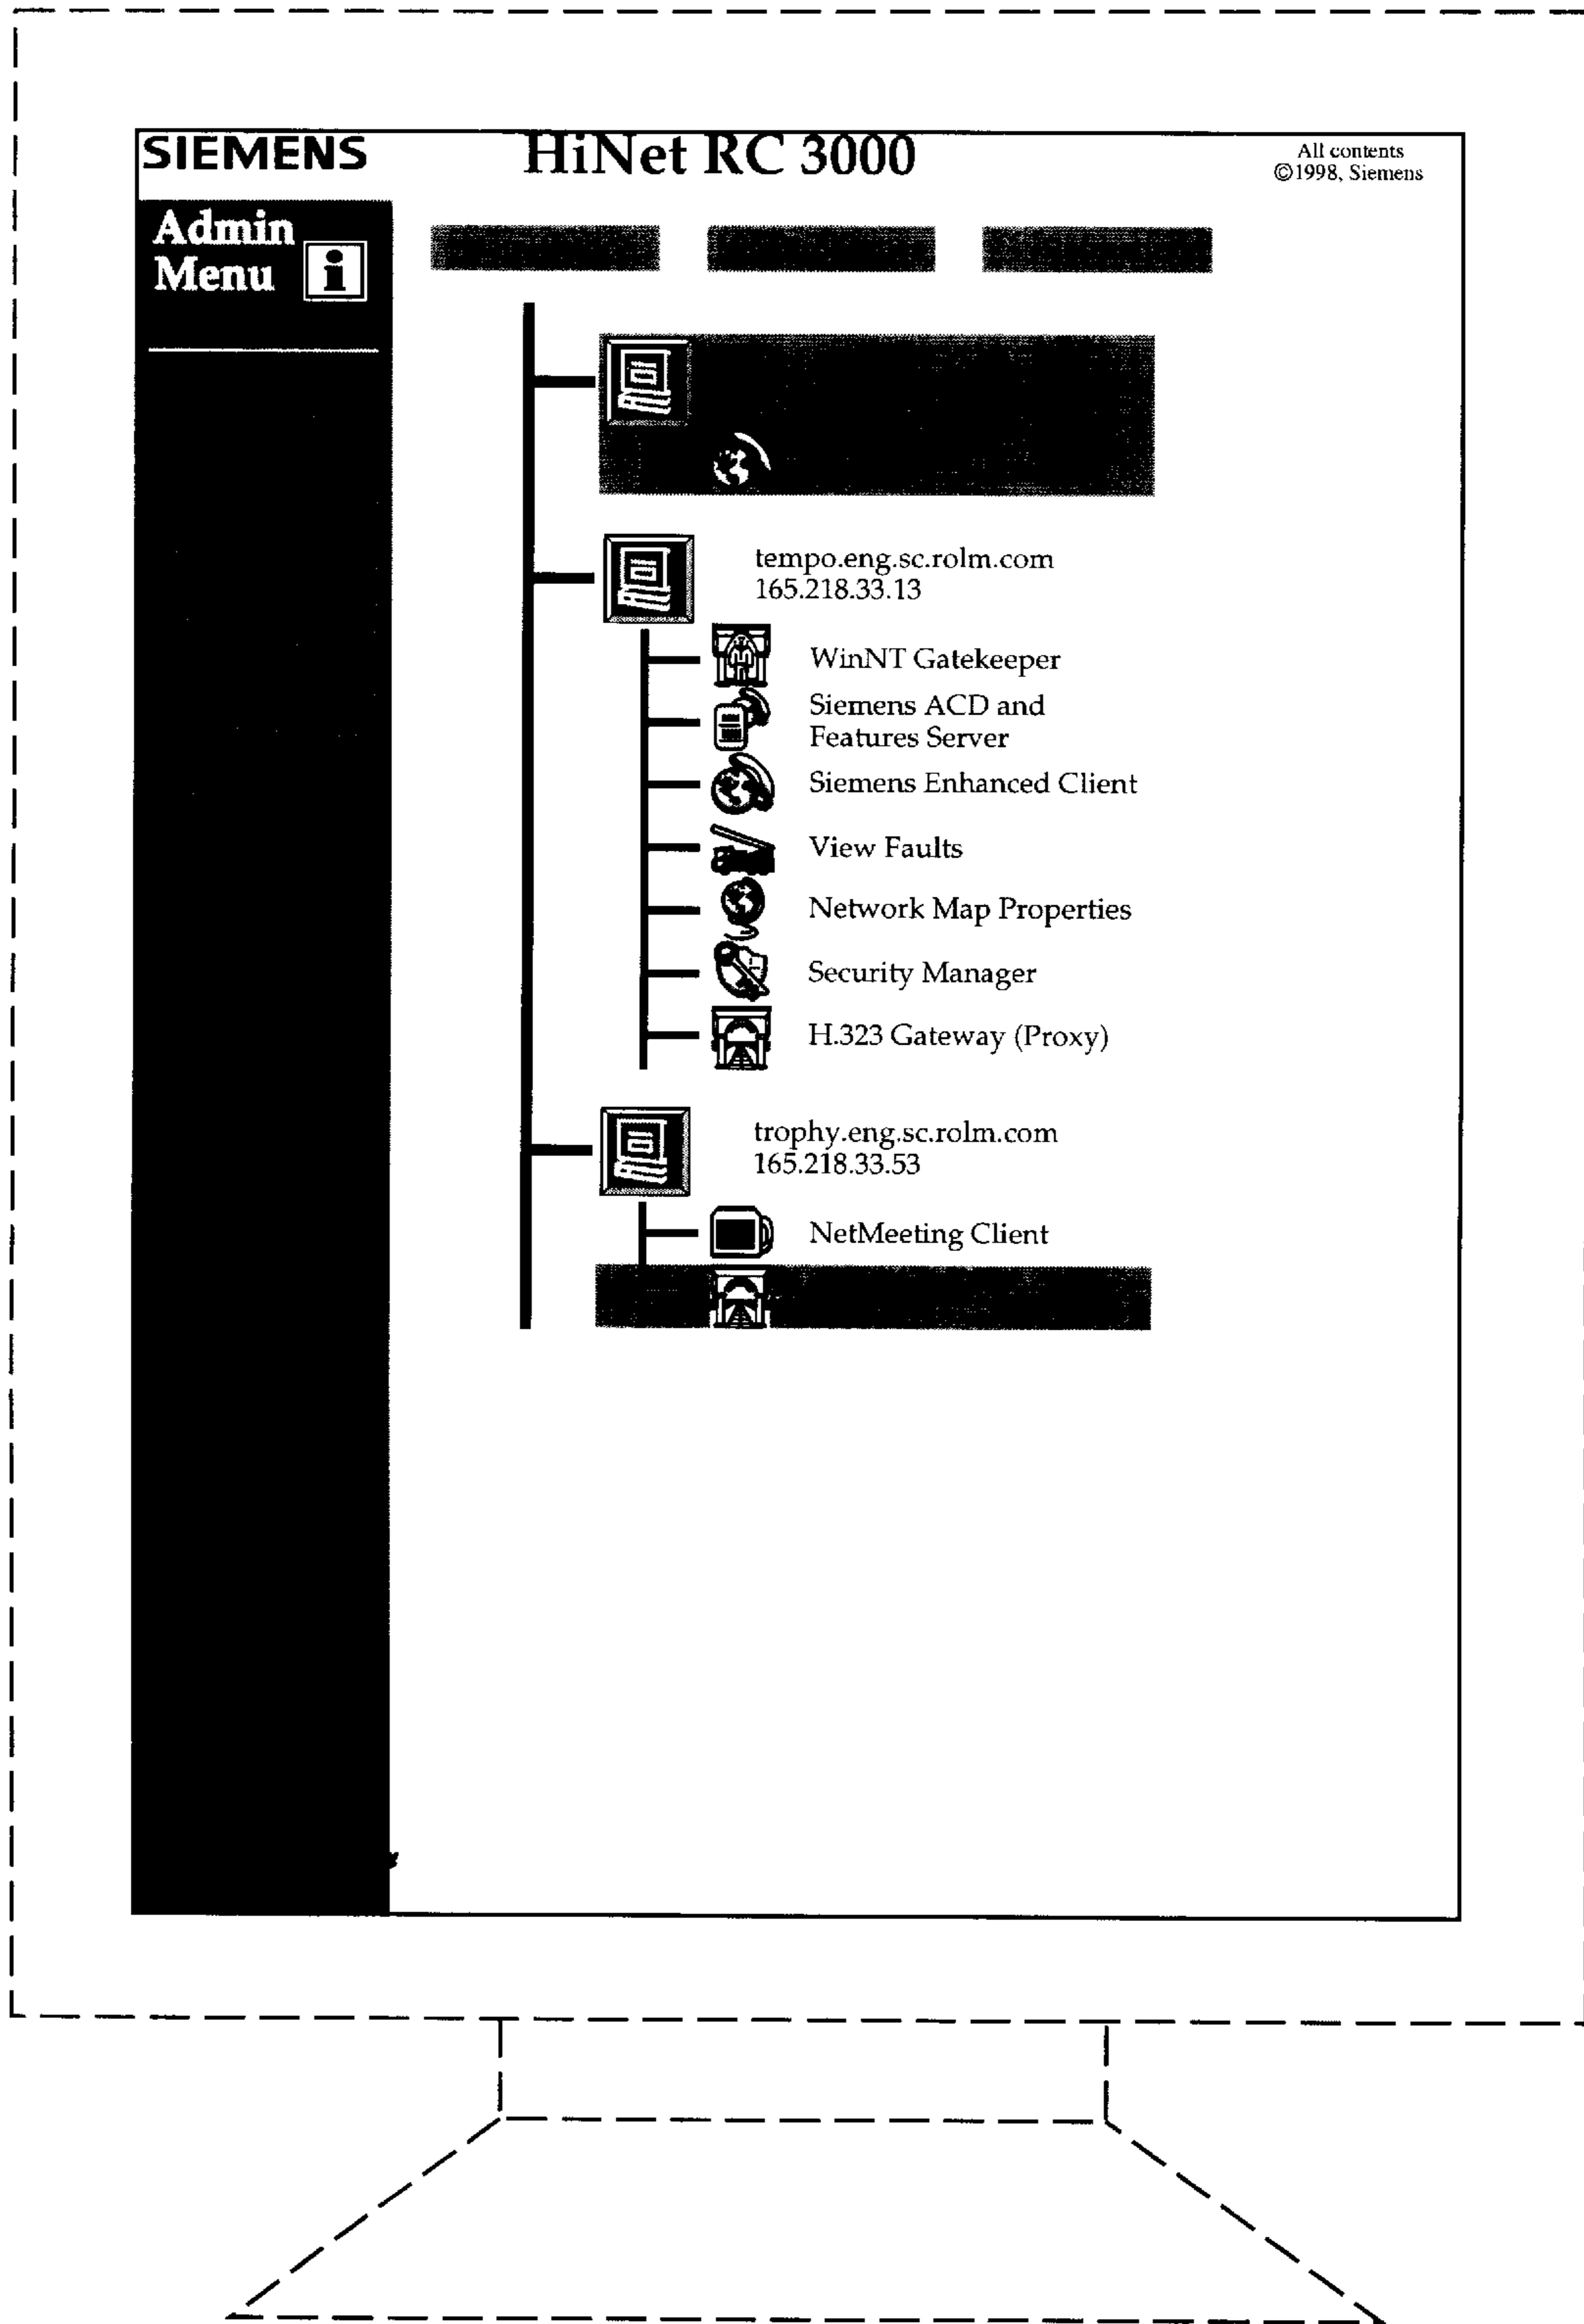 SIEMENS
HiNet RC 3000
All contents
©1998, Siemens
Admin
Menu
i
tempo.eng.sc.rolm.com
165.218.33.13
WinNT Gatekeeper
Siemens ACD and
Features Server
Siemens Enhanced Client
View Faults
Network Map Properties
Security Manager
H.323 Gateway (Proxy)
trophy.eng.sc.rolm.com
165.218.33.53
NetMeeting Client